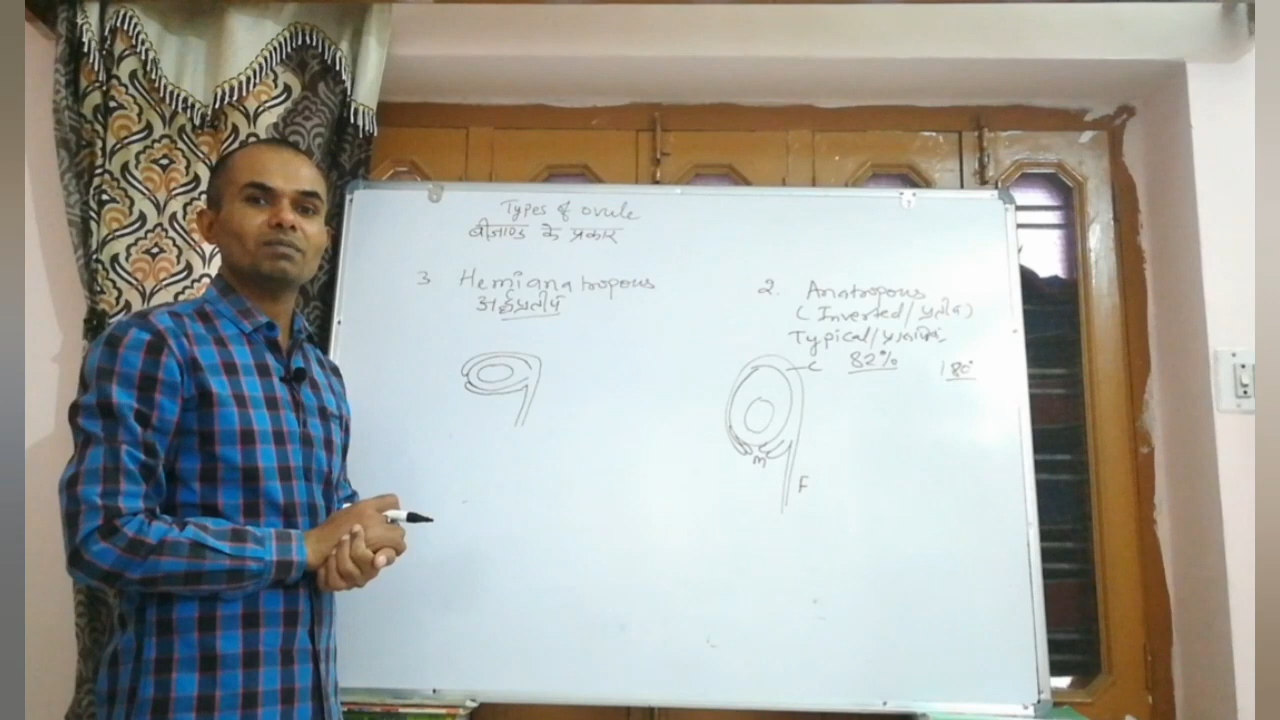 Types of ovule
बीजाण्ड के प्रकार
3 Hemianatropous
अर्द्धप्रतीप
2. Anatropous
(Inverted/प्रतीप)
Typical/
82% 180°
C
M
F